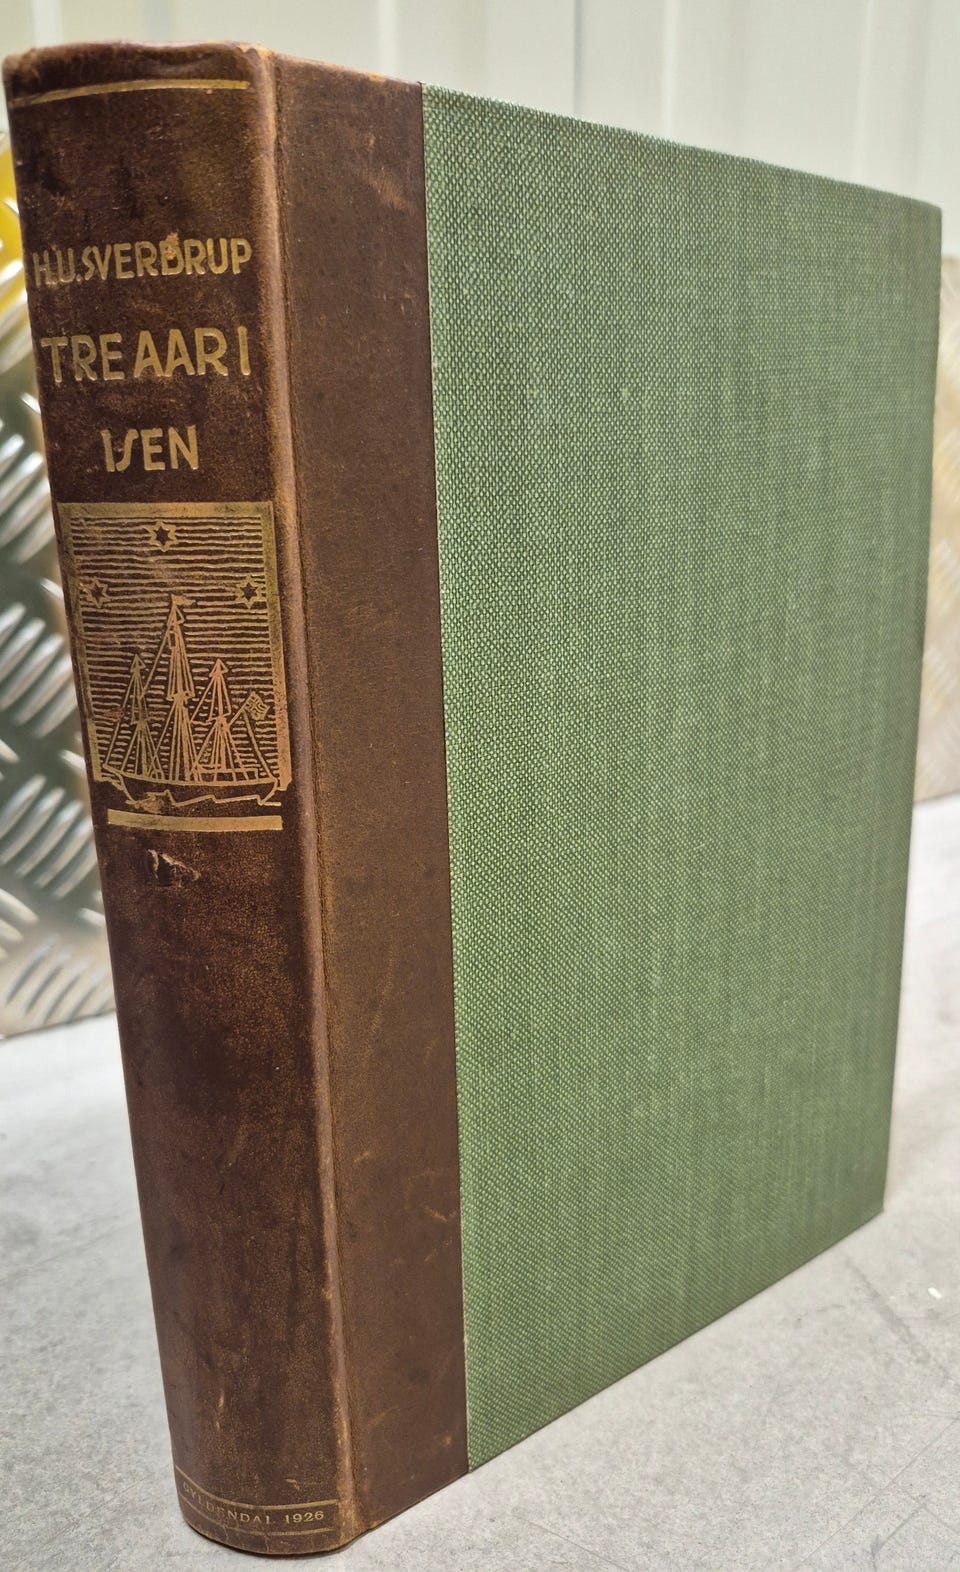 H.U.SVERDRUP
TRE AAR I
ISEN
GYLDENDAL 1926